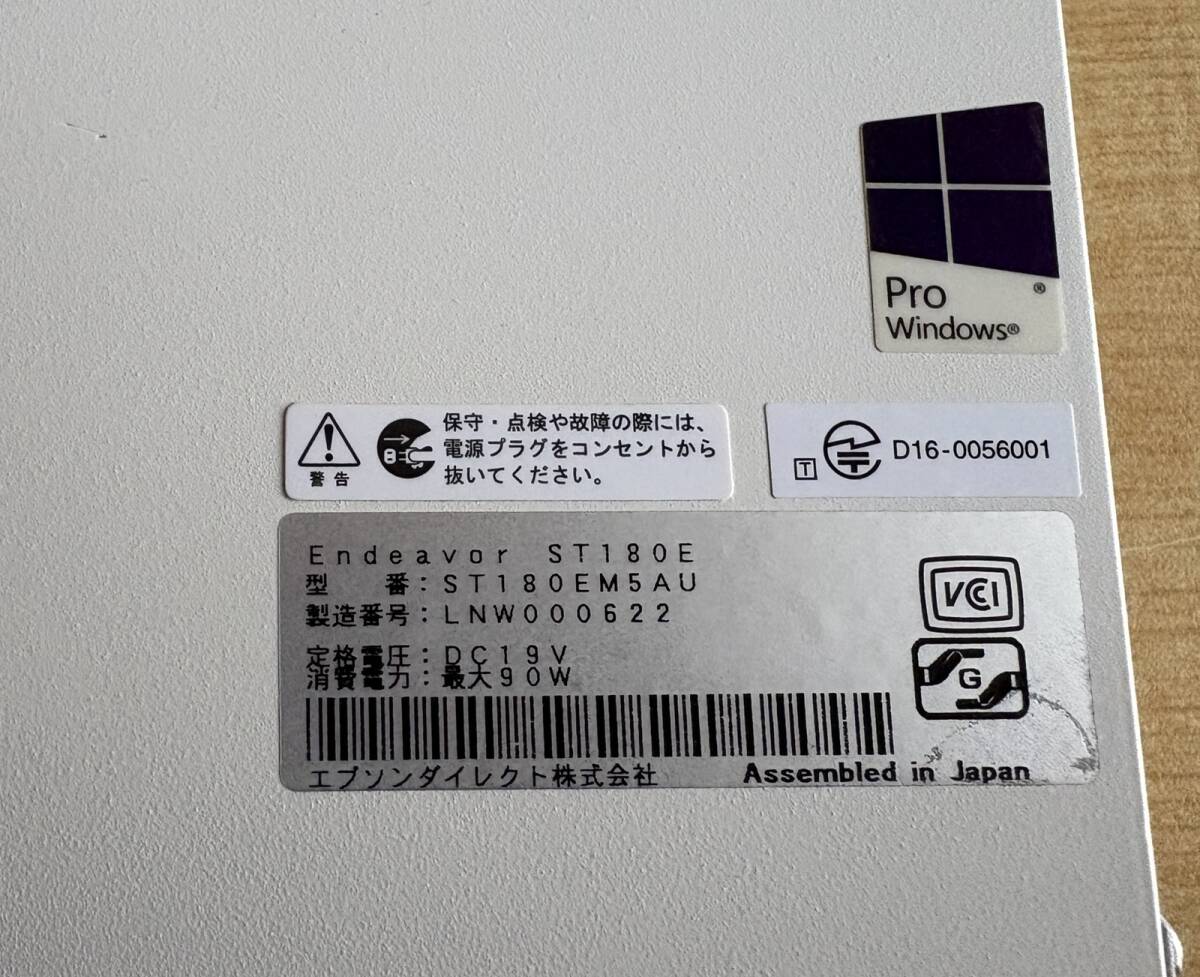 Pro ®
Windows®
保守・点検や故障の際には、
電源プラグをコンセントから
抜いてください。
警告
T D16-0056001
Endeavor ST180E
型 番：ST180EM5AU
製造番号：LNW000622
定格電圧：DC19V
消費電力：最大90W
VCCI
G
エプソンダイレクト株式会社 Assembled in Japan